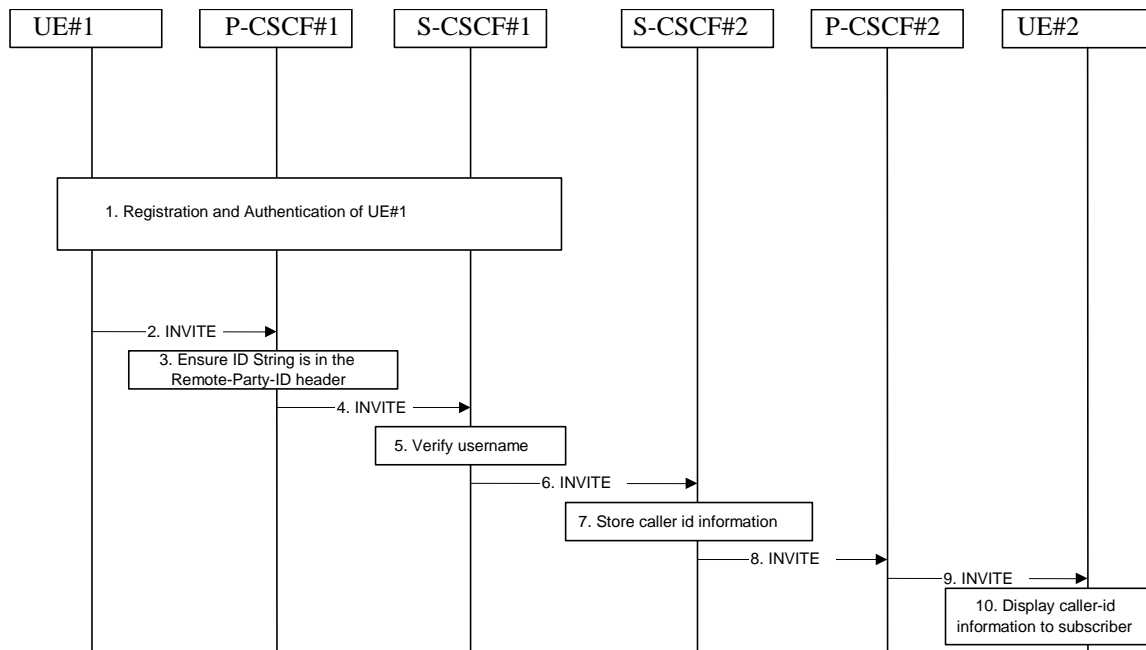 UE#1
P-CSCF#1
S-CSCF#1
S-CSCF#2
P-CSCF#2
UE#2
1. Registration and Authentication of UE#1
2. INVITE
3. Ensure ID String is in the
Remote-Party-ID header
4. INVITE
5. Verify username
6. INVITE
7. Store caller id information
8. INVITE
9. INVITE
10. Display caller-id
information to subscriber